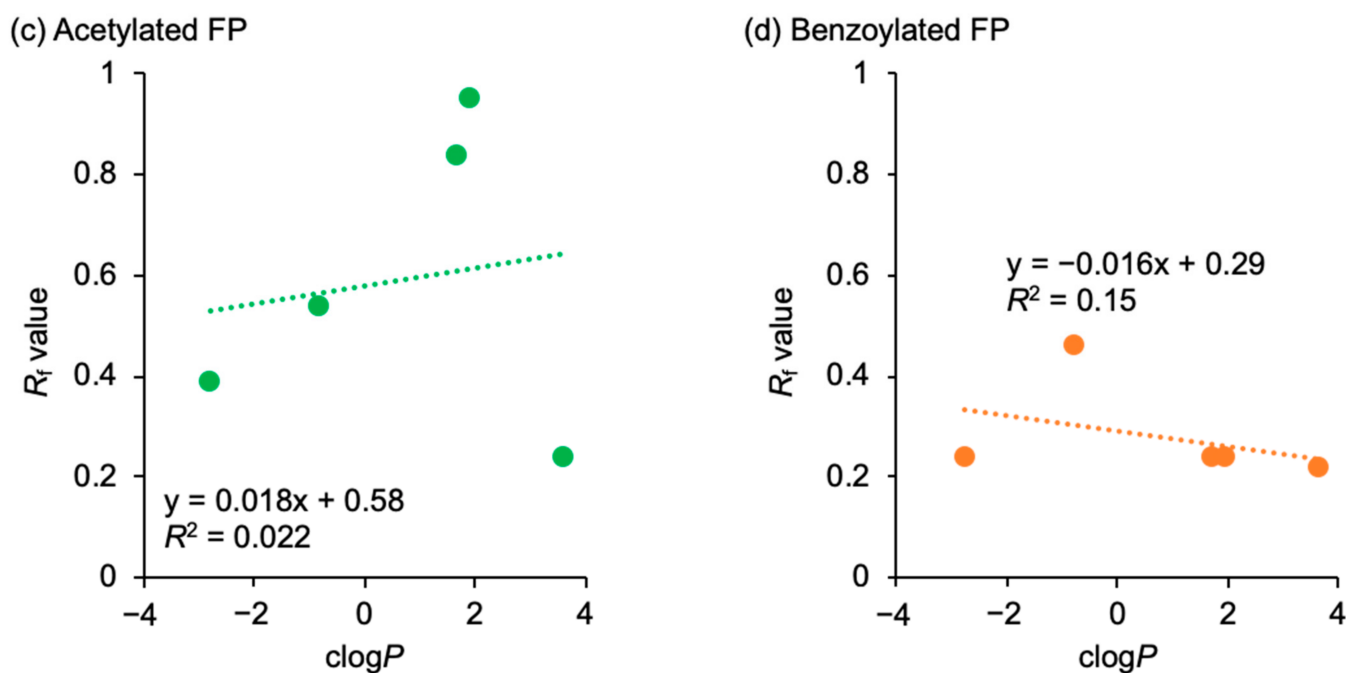 (c) Acetylated FP
1
0.8
0.6
0.4
0.2
0
Rf value
y = 0.018x + 0.58
R² = 0.022
−4 −2 0 2 4
clogP
(d) Benzoylated FP
1
0.8
0.6
0.4
0.2
0
Rf value
y = −0.016x + 0.29
R² = 0.15
−4 −2 0 2 4
clogP